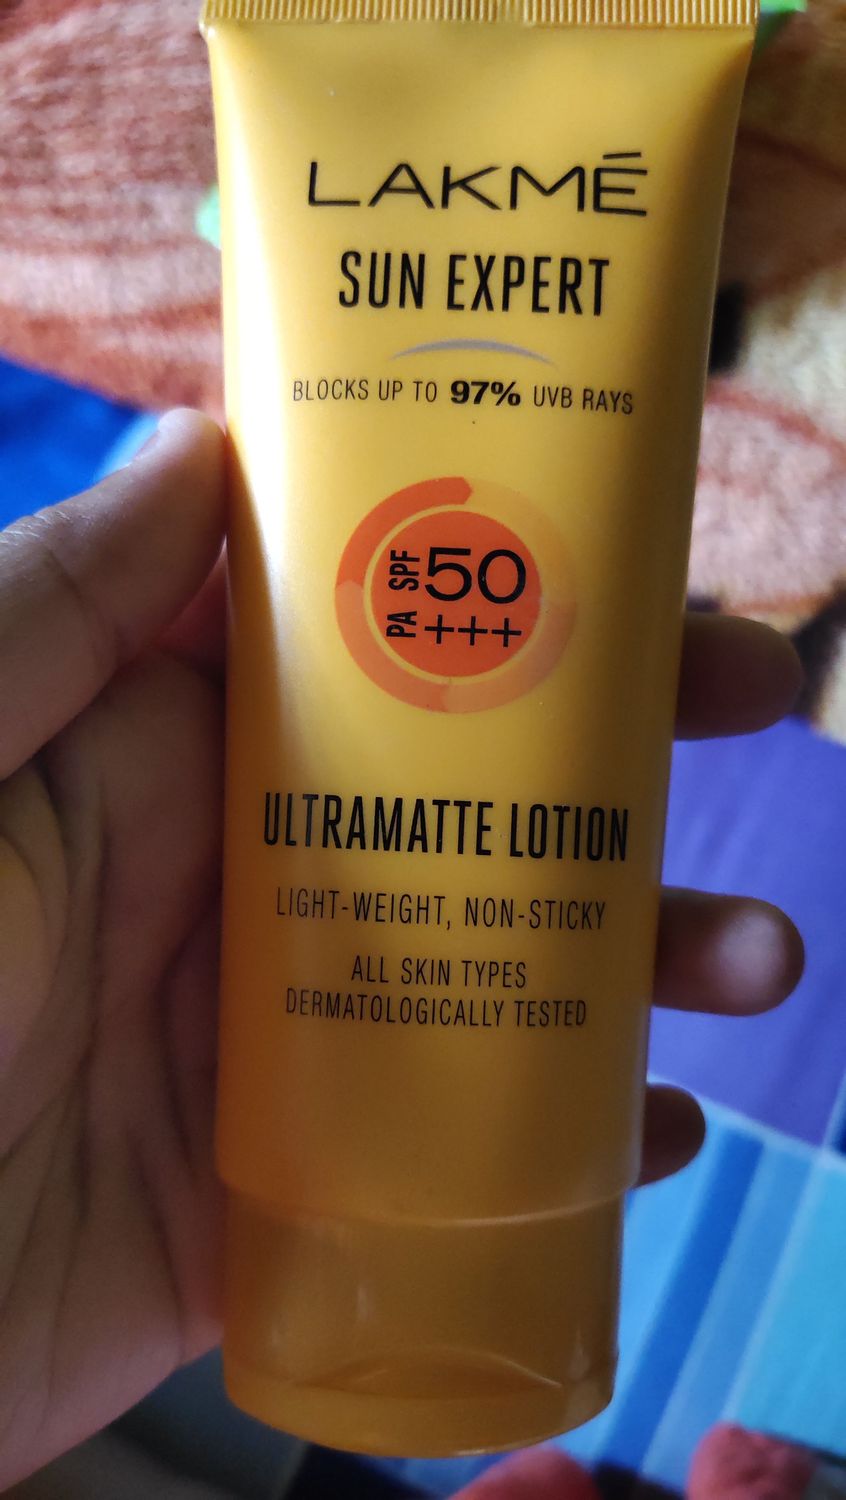 LAKMÉ
SUN EXPERT
BLOCKS UP TO 97% UVB RAYS
SPF 50
PA +++
ULTRAMATTE LOTION
LIGHT-WEIGHT, NON-STICKY
ALL SKIN TYPES
DERMATOLOGICALLY TESTED